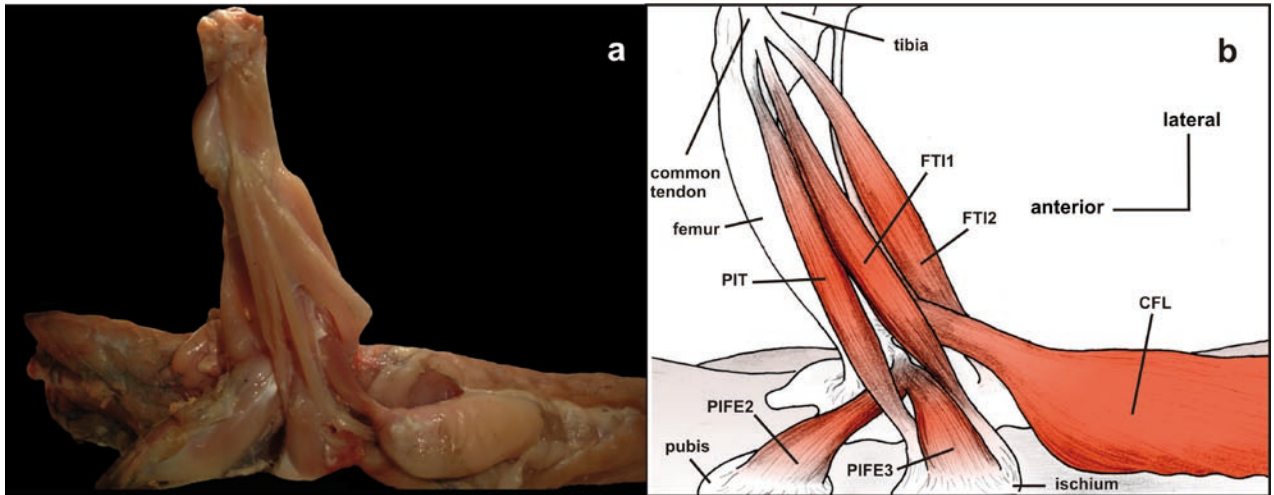 a
b
tibia
lateral
common
tendon
FTI1
anterior
femur
FTI2
PIT
CFL
PIFE2
pubis
PIFE3
ischium